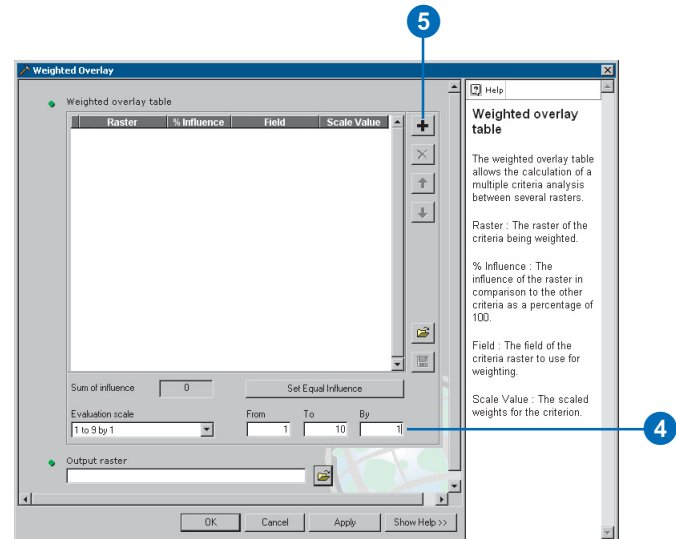 5
Weighted Overlay
Weighted overlay table
Raster % Influence Field Scale Value
Sum of influence 0 Set Equal Influence
Evaluation scale From To By
1 to 9 by 1 1 10 1
Output raster
OK Cancel Apply Show Help >>
Help
Weighted overlay
table
The weighted overlay table
allows the calculation of a
multiple criteria analysis
between several rasters.
Raster : The raster of the
criteria being weighted.
% Influence : The
influence of the raster in
comparison to the other
criteria as a percentage of
100.
Field : The field of the
criteria raster to use for
weighting.
Scale Value : The scaled
weights for the criterion.
4